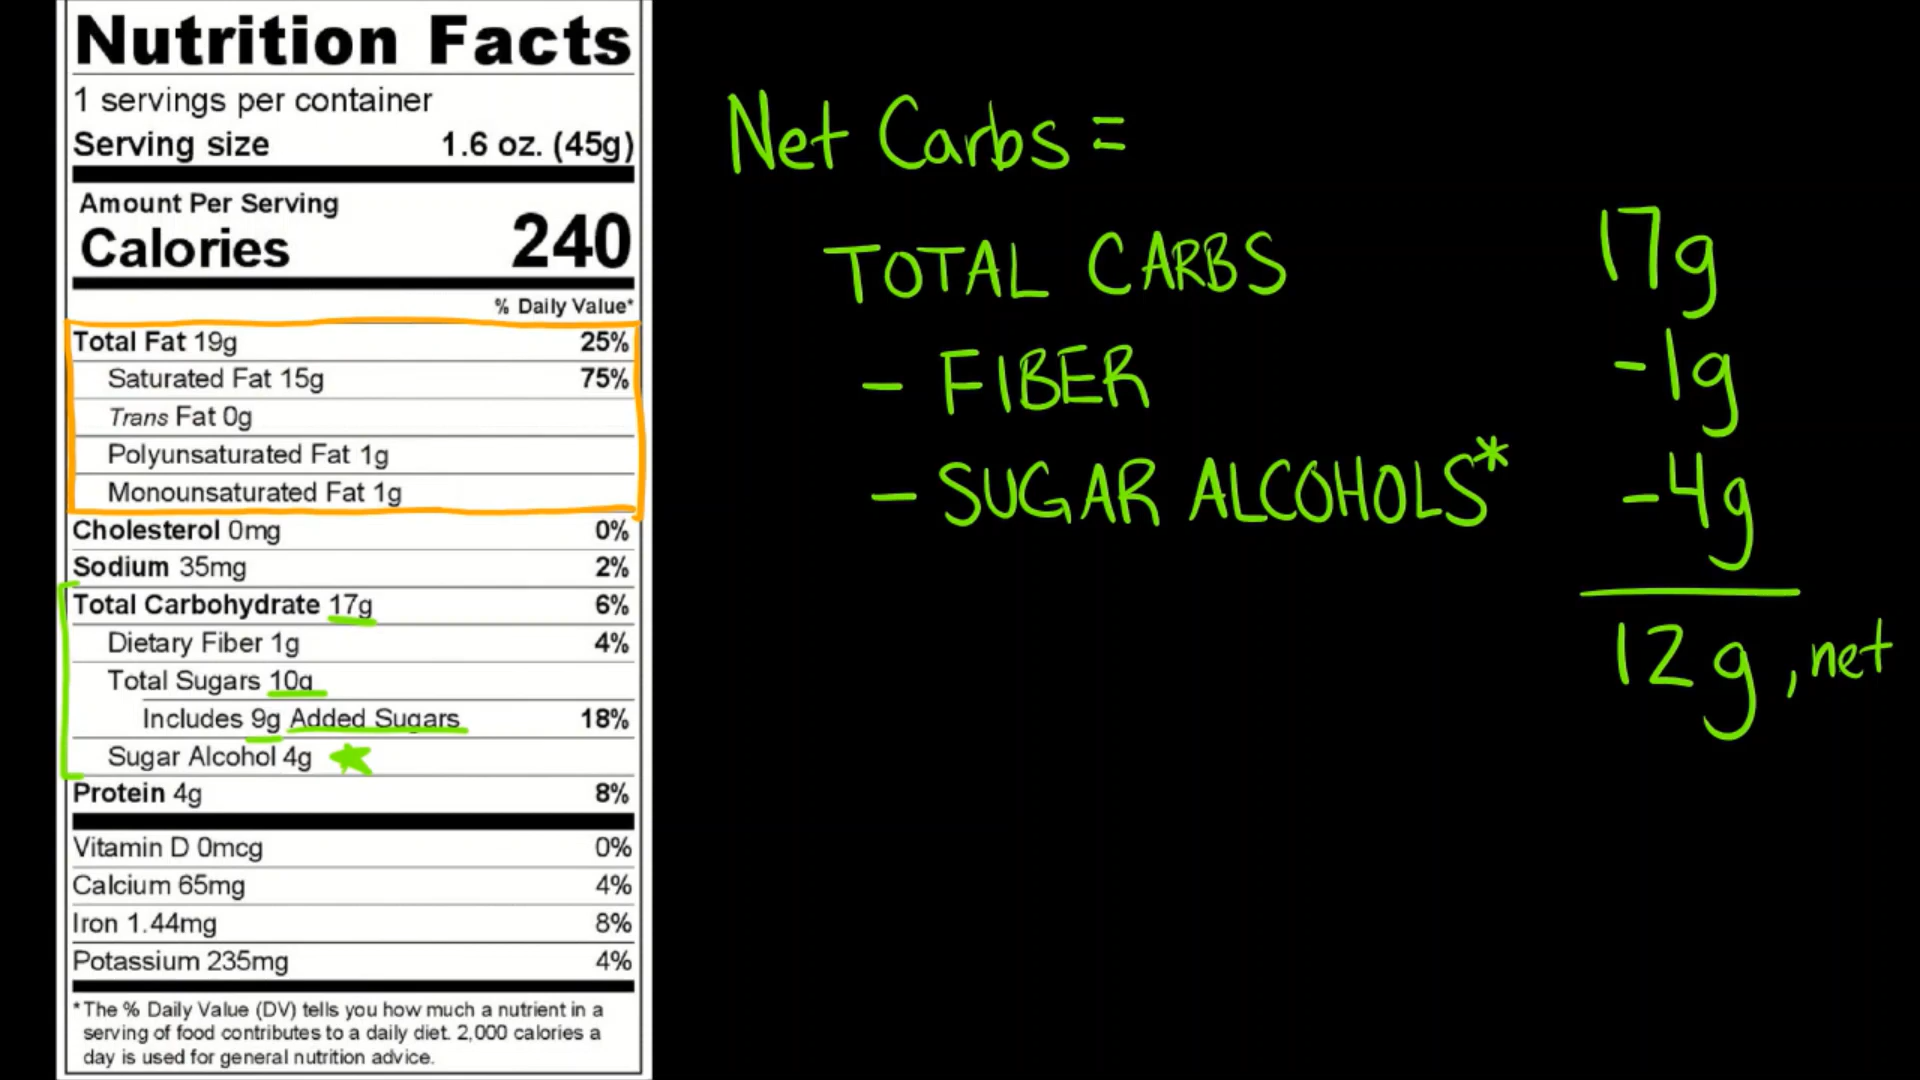 Nutrition Facts
1 servings per container
Serving size 1.6 oz. (45g)
Amount Per Serving
Calories 240
% Daily Value*
Total Fat 19g 25%
Saturated Fat 15g 75%
Trans Fat 0g
Polyunsaturated Fat 1g
Monounsaturated Fat 1g
Cholesterol 0mg 0%
Sodium 35mg 2%
Total Carbohydrate 17g 6%
Dietary Fiber 1g 4%
Total Sugars 10g
Includes 9g Added Sugars 18%
Sugar Alcohol 4g
Protein 4g 8%
Vitamin D 0mcg 0%
Calcium 65mg 4%
Iron 1.44mg 8%
Potassium 235mg 4%
*The % Daily Value (DV) tells you how much a nutrient in a
serving of food contributes to a daily diet. 2,000 calories a
day is used for general nutrition advice.
Net Carbs =
TOTAL CARBS 17g
- FIBER -1g
- SUGAR ALCOHOLS* -4g
12g, net